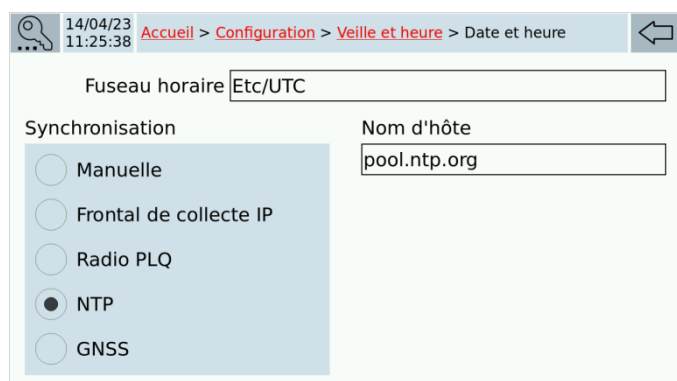 14/04/23
11:25:38
Accueil > Configuration > Veille et heure > Date et heure
Fuseau horaire Etc/UTC
Synchronisation
Manuelle
Frontal de collecte IP
Radio PLQ
NTP
GNSS
Nom d'hôte
pool.ntp.org